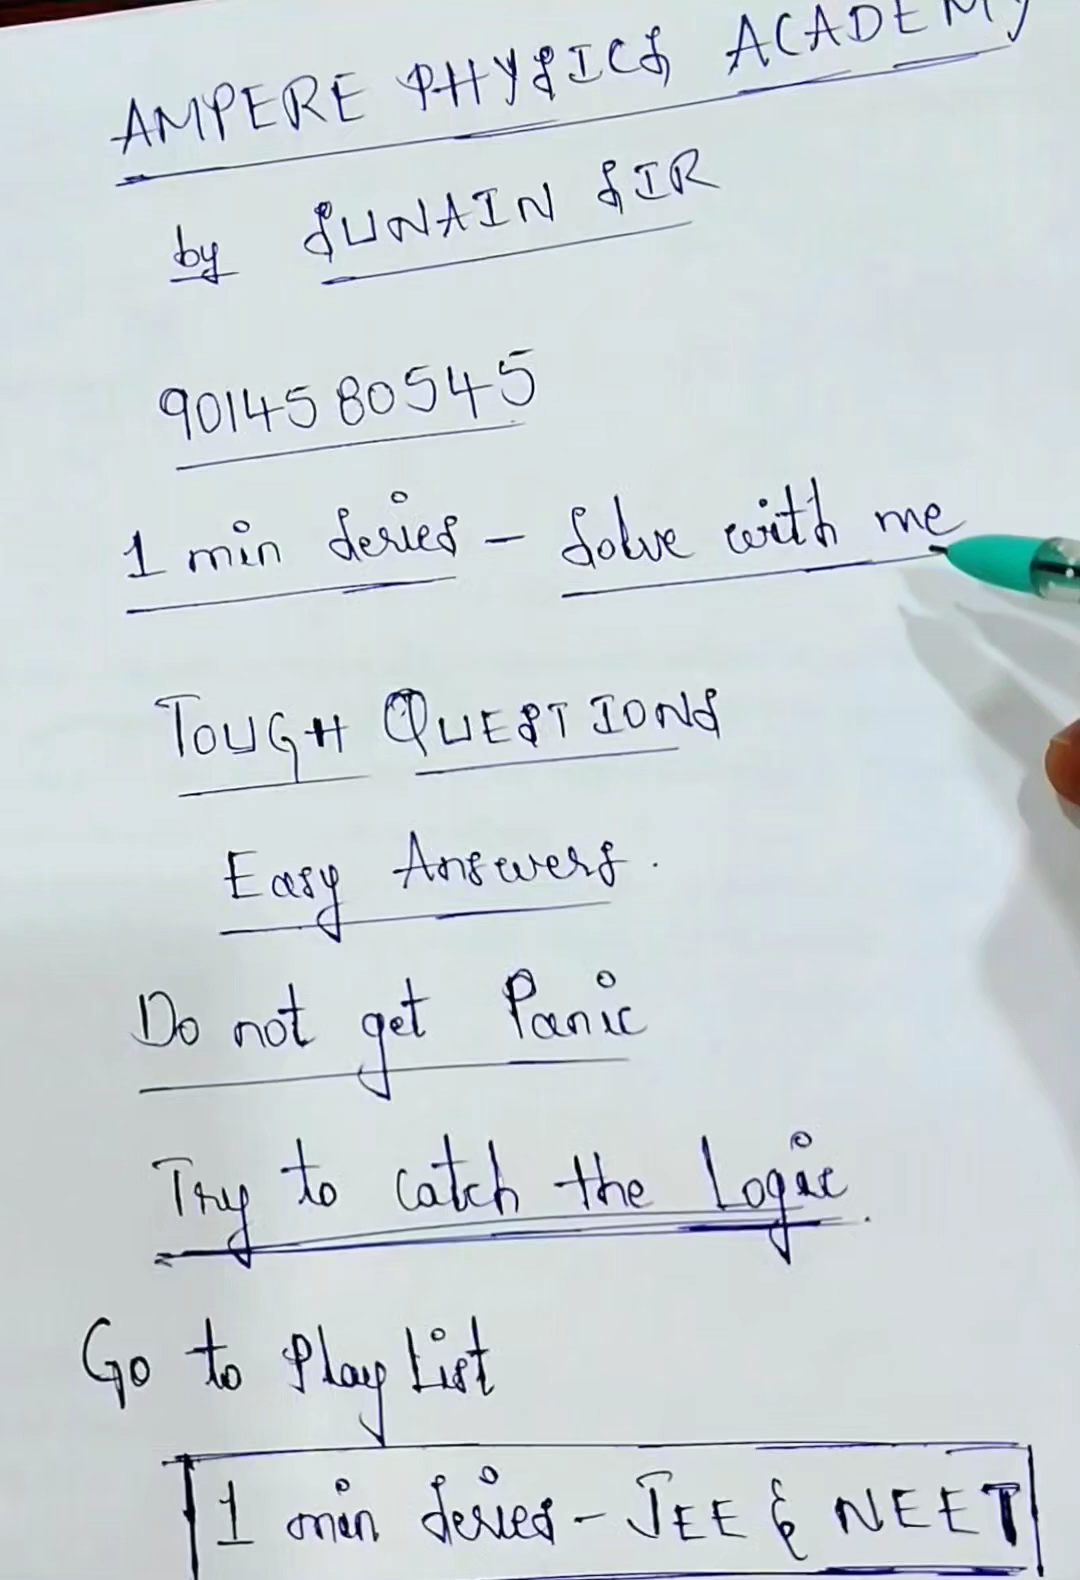 AMPERE PHYSICS ACADEMY
by SUNAIN SIR
9014580545
1 min series - Solve with me
TOUGH QUESTIONS
Easy Answers.
Do not get Panic
Try to catch the Logic.
Go to Play List
1 min series - JEE & NEET